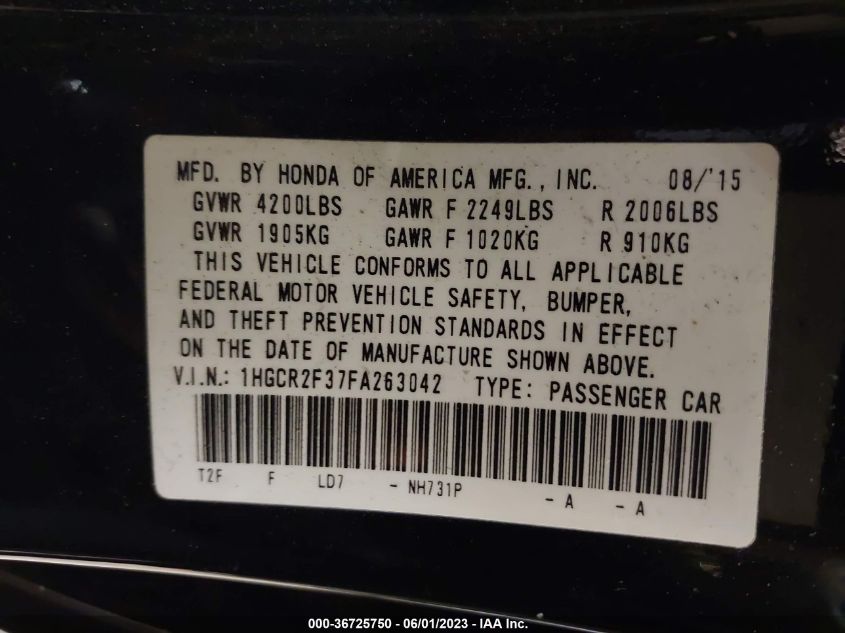 MFD. BY HONDA OF AMERICA MFG., INC. 08/'15
GVWR 4200LBS GAWR F 2249LBS R 2006LBS
GVWR 1905KG GAWR F 1020KG R 910KG
THIS VEHICLE CONFORMS TO ALL APPLICABLE
FEDERAL MOTOR VEHICLE SAFETY, BUMPER,
AND THEFT PREVENTION STANDARDS IN EFFECT
ON THE DATE OF MANUFACTURE SHOWN ABOVE.
V.I.N.: 1HGCR2F37FA263042 TYPE: PASSENGER CAR
T2F F LD7 - NH731P - A - A
000-36725750 - 06/01/2023 - IAA Inc.